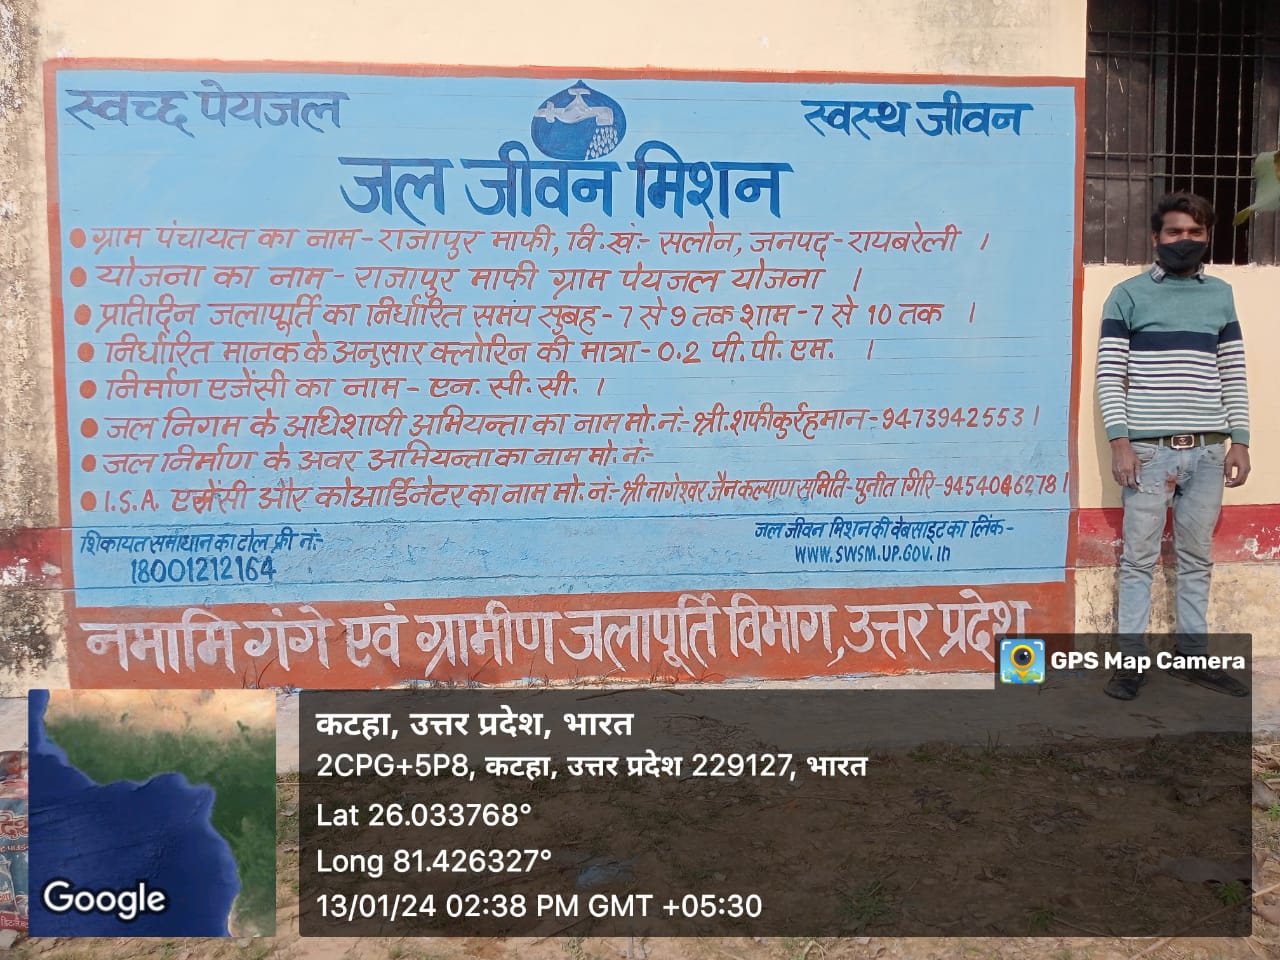 स्वच्छ पेयजल
स्वस्थ जीवन
जल जीवन मिशन
ग्राम पंचायत का नाम - राजापुर माफी, वि.खं:- सलोन, जनपद - रायबरेली ।
योजना का नाम - राजापुर माफी ग्राम पेयजल योजना ।
प्रतिदिन जलापूर्ति का निर्धारित समय सुबह - 7 से 9 तक शाम - 7 से 10 तक ।
निर्धारित मानक के अनुसार क्लोरिन की मात्रा - 0.2 पी. पी. एम. ।
निर्माण एजेंसी का नाम - एन. सी. सी. ।
जल निगम के अधिशाषी अभियन्ता का नाम मो. नं:- श्री. शफीकुर्रहमान - 9473942553 ।
जल निर्माण के अवर अभियन्ता का नाम मो. नं:-
I.S.A. एजेंसी और कोआर्डिनेटर का नाम मो. नं:- श्री नागेश्वर जैन कल्याण समिति - पुनीत गिरि - 9454046278 ।
शिकायत समाधान का टोल फ्री नं:-
18001212164
जल जीवन मिशन की वेबसाइट का लिंक -
www.swsm.up.gov.in
नमामि गंगे एवं ग्रामीण जलापूर्ति विभाग, उत्तर प्रदेश
GPS Map Camera
कटहा, उत्तर प्रदेश, भारत
2CPG+5P8, कटहा, उत्तर प्रदेश 229127, भारत
Lat 26.033768°
Long 81.426327°
13/01/24 02:38 PM GMT +05:30
Google